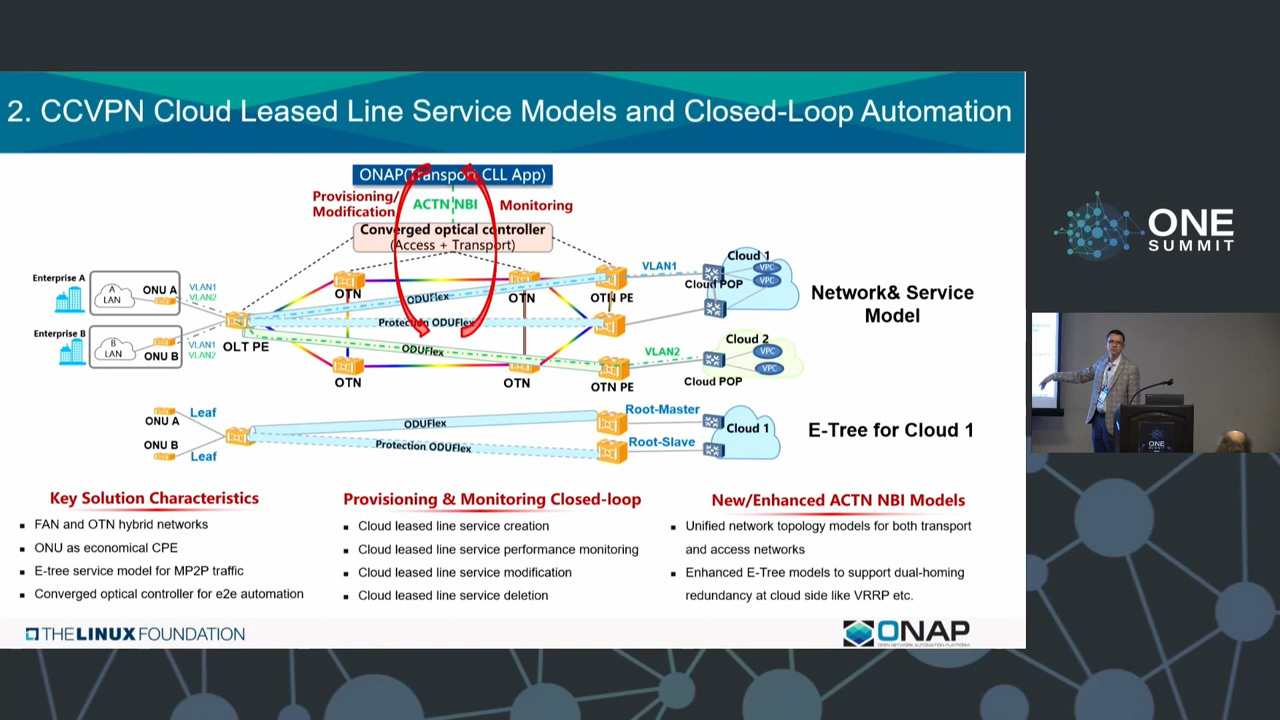 2. CCVPN Cloud Leased Line Service Models and Closed-Loop Automation
ONAP(Transport CLL App)
Provisioning/
Modification
ACTN NBI
Monitoring
Converged optical controller
(Access + Transport)
Enterprise A
A
LAN
ONU A
VLAN1
VLAN2
Enterprise B
B
LAN
ONU B
VLAN1
VLAN2
OLT PE
OTN
OTN
OTN PE
ODUFlex
Protection ODUFlex
ODUFlex
OTN
OTN
OTN PE
VLAN1
Cloud POP
Cloud 1
VPC
VPC
VLAN2
Cloud POP
Cloud 2
VPC
VPC
Network& Service
Model
ONU A
Leaf
ONU B
Leaf
ODUFlex
Protection ODUFlex
Root-Master
Root-Slave
Cloud 1
E-Tree for Cloud 1
Key Solution Characteristics
▪ FAN and OTN hybrid networks
▪ ONU as economical CPE
▪ E-tree service model for MP2P traffic
▪ Converged optical controller for e2e automation
Provisioning & Monitoring Closed-loop
▪ Cloud leased line service creation
▪ Cloud leased line service performance monitoring
▪ Cloud leased line service modification
▪ Cloud leased line service deletion
New/Enhanced ACTN NBI Models
▪ Unified network topology models for both transport
and access networks
▪ Enhanced E-Tree models to support dual-homing
redundancy at cloud side like VRRP etc.
THE LINUX FOUNDATION
ONAP
OPEN NETWORK AUTOMATION PLATFORM
ONE
SUMMIT
ONE
SUMMIT